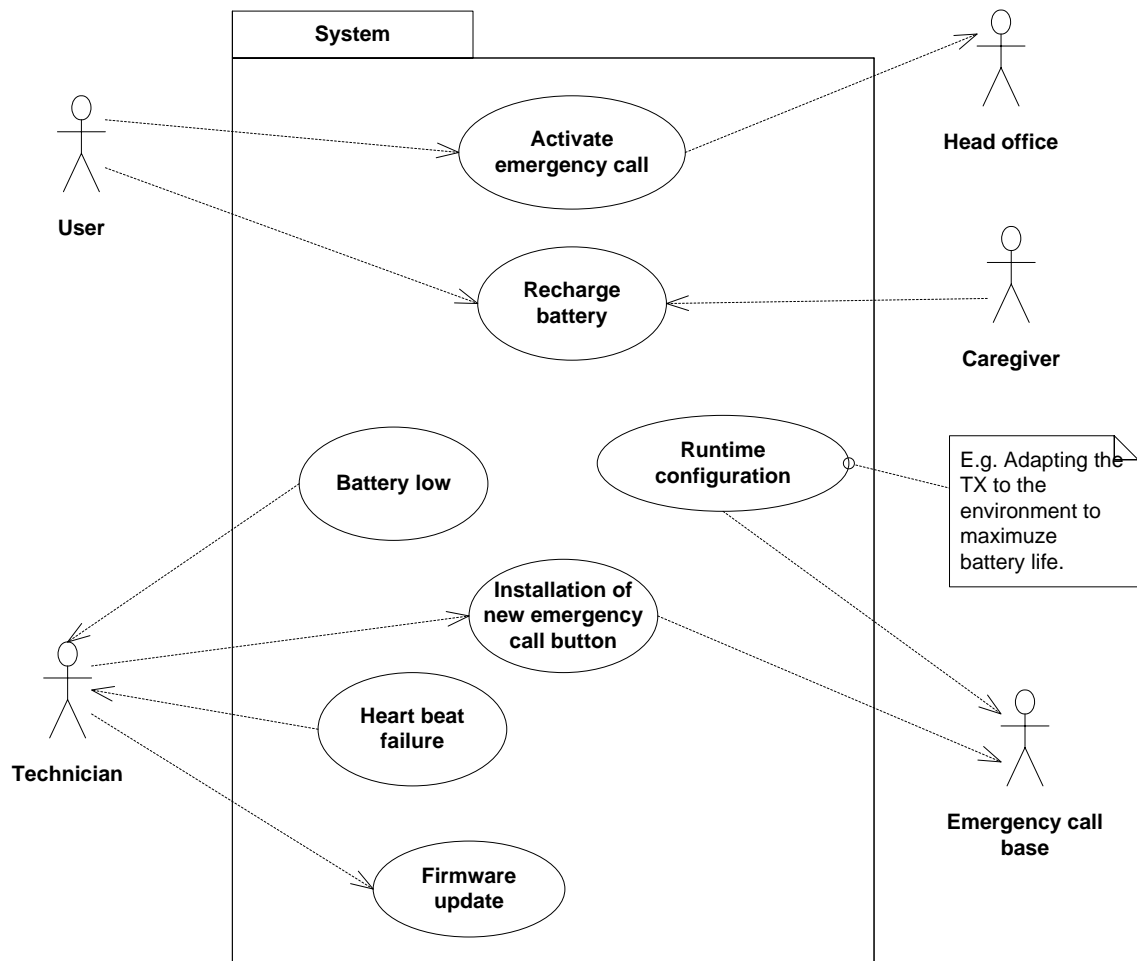 System
Activate
emergency call
Head office
User
Recharge
battery
Caregiver
Runtime
configuration
E.g. Adapting the
TX to the
environment to
maximuze
battery life.
Battery low
Installation of
new emergency
call button
Heart beat
failure
Technician
Emergency call
base
Firmware
update